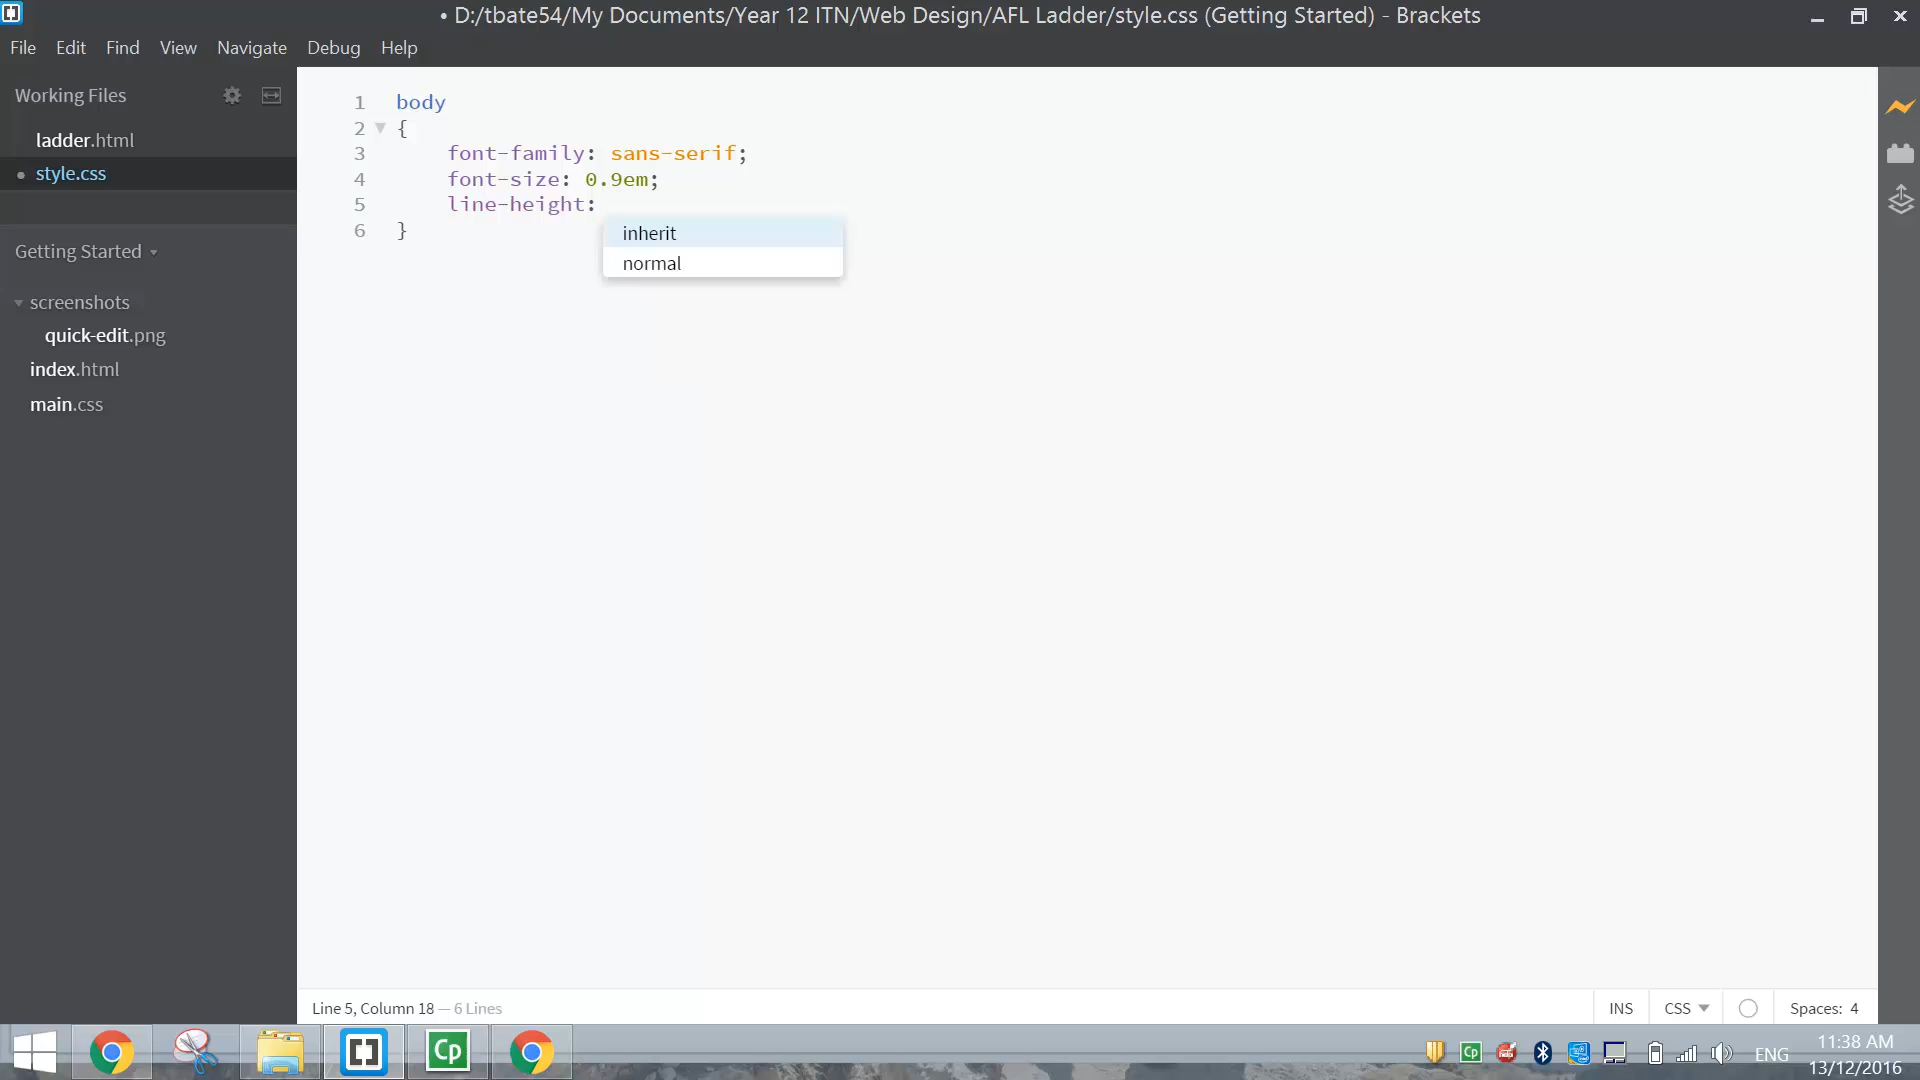 • D:/tbate54/My Documents/Year 12 ITN/Web Design/AFL Ladder/style.css (Getting Started) - Brackets
File Edit Find View Navigate Debug Help
Working Files
ladder.html
• style.css
Getting Started
screenshots
quick-edit.png
index.html
main.css
1 body
2 {
3 font-family: sans-serif;
4 font-size: 0.9em;
5 line-height:
6 }
inherit
normal
Line 5, Column 18 — 6 Lines
INS CSS Spaces: 4
Cp
Cp
ENG
11:38 AM
13/12/2016